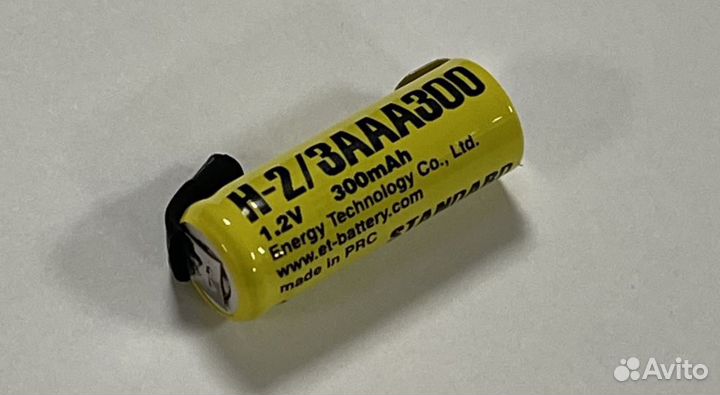 H-2/3AAA300
1.2V 300mAh
Energy Technology Co., Ltd.
www.et-battery.com
made in PRC STANDARD
Avito